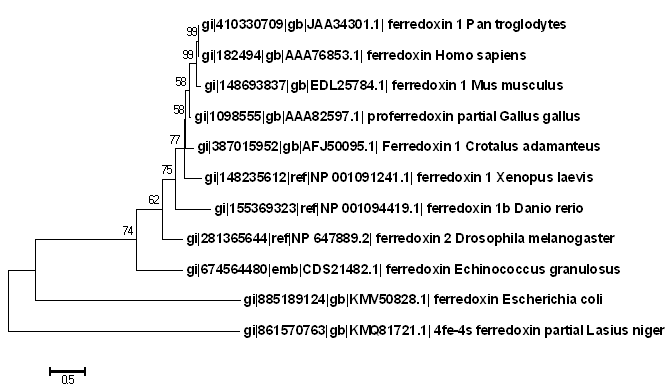 99 gi|410330709|gb|JAA34301.1| ferredoxin 1 Pan troglodytes
99 gi|182494|gb|AAA76853.1| ferredoxin Homo sapiens
58 gi|148693837|gb|EDL25784.1| ferredoxin 1 Mus musculus
58 gi|1098555|gb|AAA82597.1| proferredoxin partial Gallus gallus
77 gi|387015952|gb|AFJ50095.1| Ferredoxin 1 Crotalus adamanteus
75 gi|148235612|ref|NP 001091241.1| ferredoxin 1 Xenopus laevis
62 gi|155369323|ref|NP 001094419.1| ferredoxin 1b Danio rerio
74 gi|281365644|ref|NP 647889.2| ferredoxin 2 Drosophila melanogaster
gi|674564480|emb|CDS21482.1| ferredoxin Echinococcus granulosus
gi|885189124|gb|KMV50828.1| ferredoxin Escherichia coli
gi|861570763|gb|KMQ81721.1| 4fe-4s ferredoxin partial Lasius niger
0.5